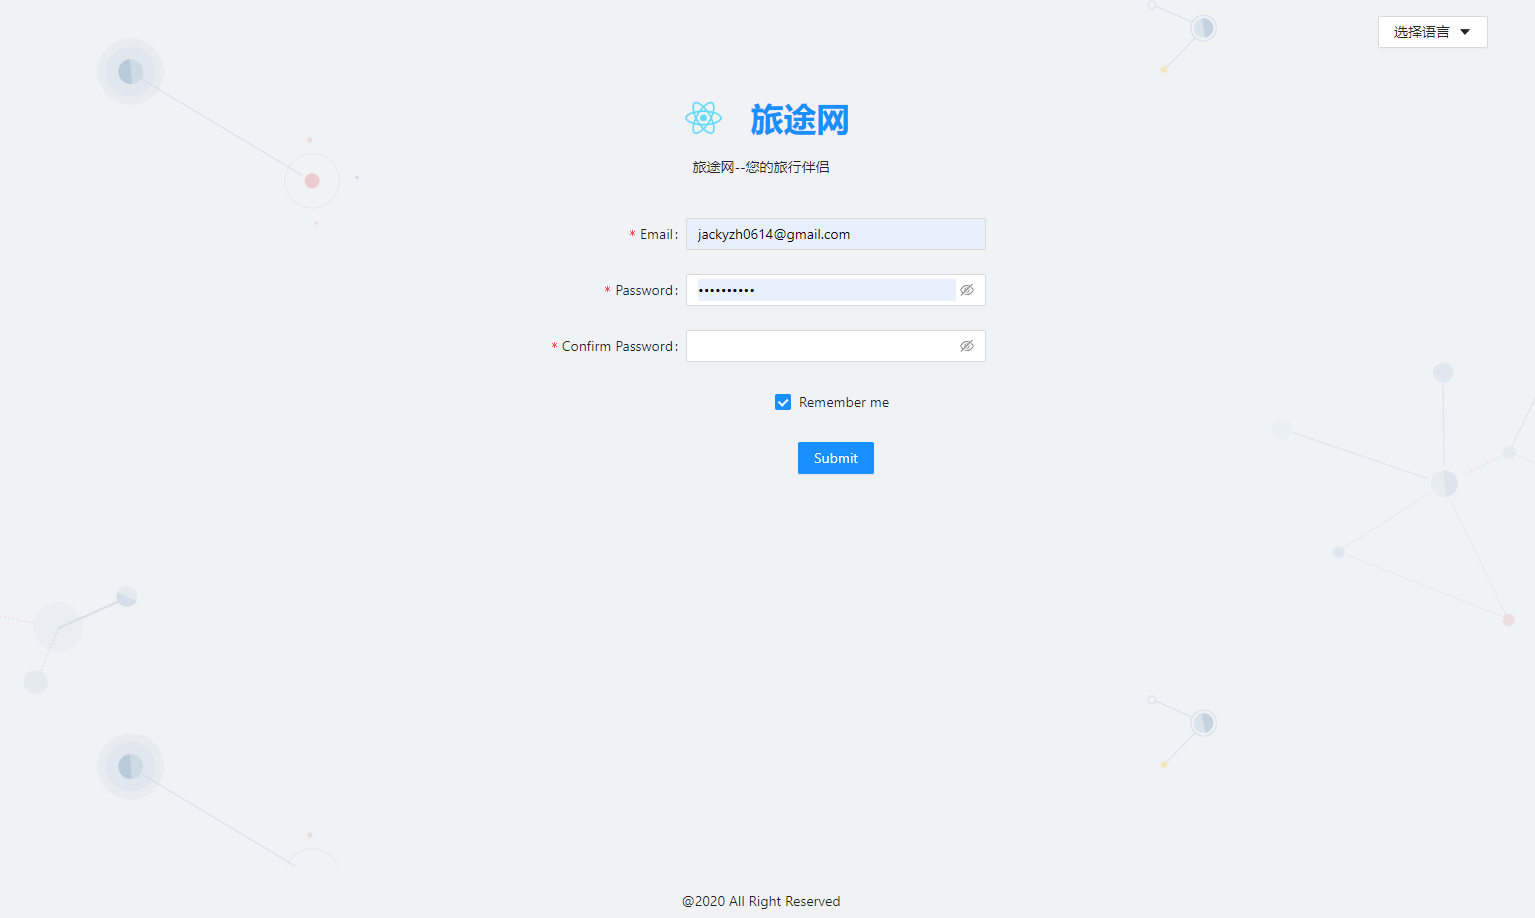 选择语言
旅途网
旅途网--您的旅行伴侣
* Email:
jackyzh0614@gmail.com
* Password:
••••••••••
* Confirm Password:
Remember me
Submit
@2020 All Right Reserved